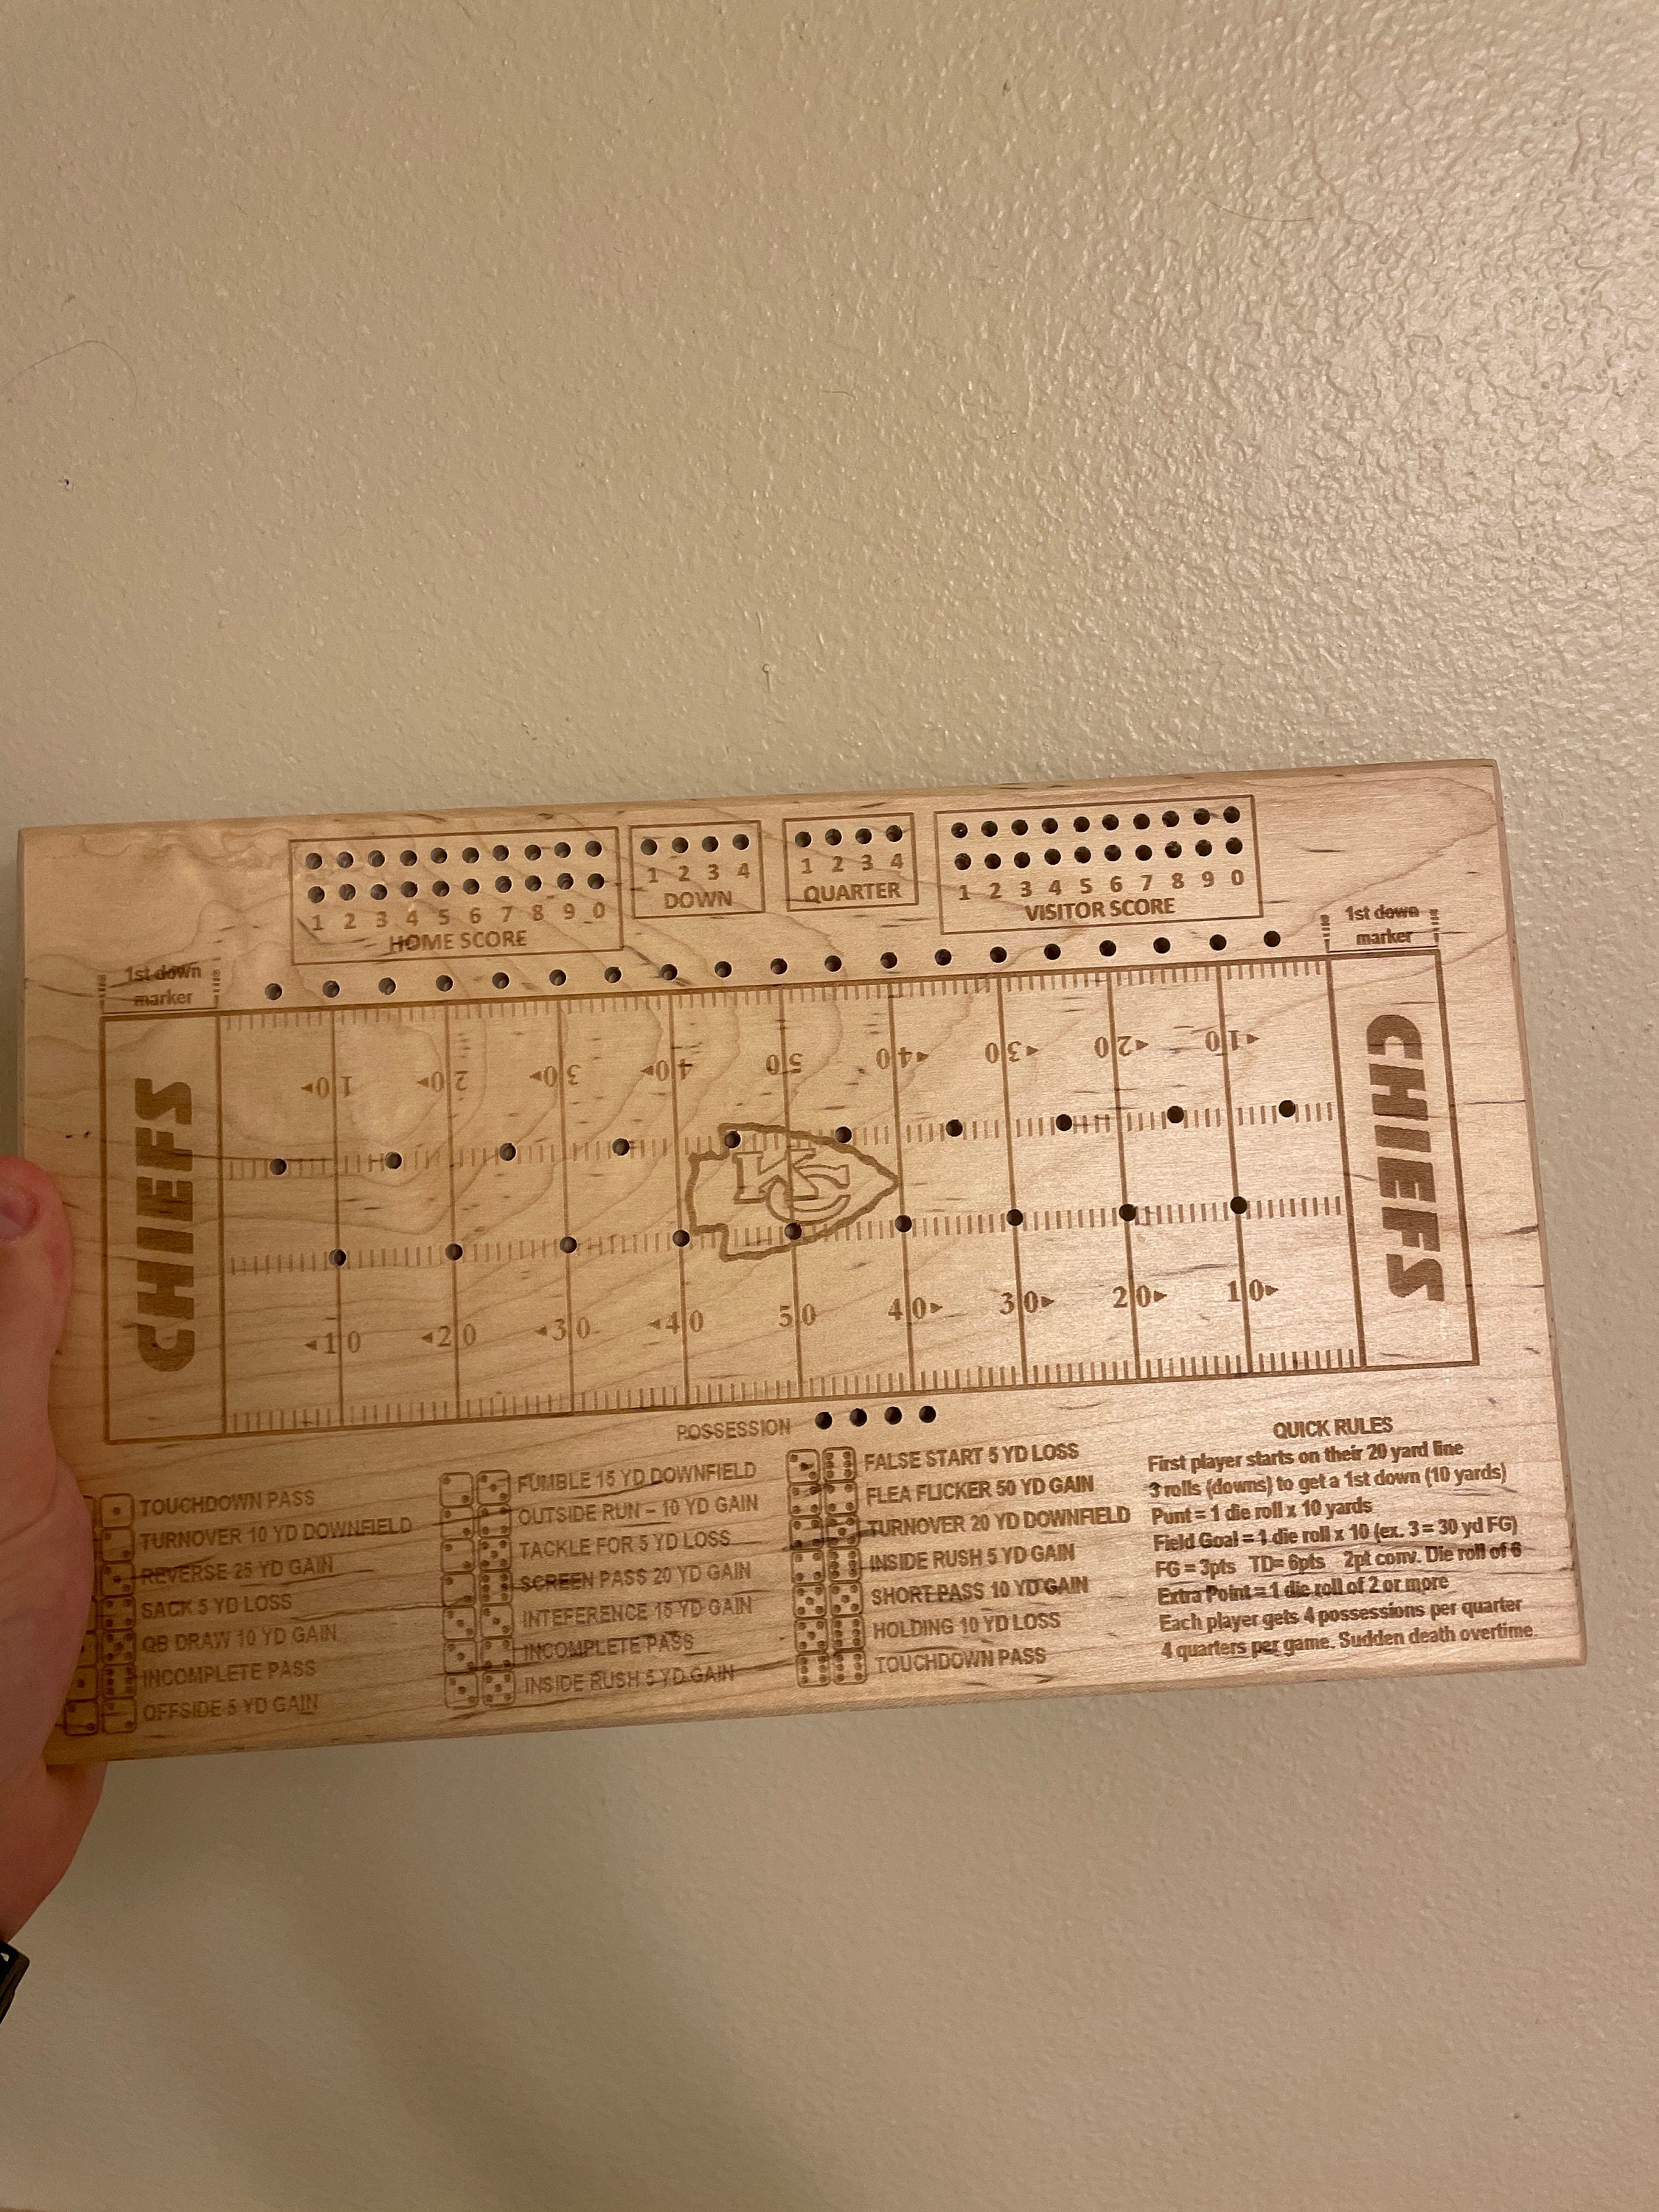 1 2 3 4 5 6 7 8 9 0
HOME SCORE
1 2 3 4
DOWN
1 2 3 4
QUARTER
1 2 3 4 5 6 7 8 9 0
VISITOR SCORE
1st down
marker
1st down
marker
CHIEFS
10 20 30 40 50 40 30 20 10
KC
10 20 30 40 50 40 30 20 10
CHIEFS
POSSESSION
TOUCHDOWN PASS
TURNOVER 10 YD DOWNFIELD
REVERSE 25 YD GAIN
SACK 5 YD LOSS
QB DRAW 10 YD GAIN
INCOMPLETE PASS
OFFSIDE 5 YD GAIN
FUMBLE 15 YD DOWNFIELD
OUTSIDE RUN – 10 YD GAIN
TACKLE FOR 5 YD LOSS
SCREEN PASS 20 YD GAIN
INTEFERENCE 15 YD GAIN
INCOMPLETE PASS
INSIDE RUSH 5 YD GAIN
FALSE START 5 YD LOSS
FLEA FLICKER 50 YD GAIN
TURNOVER 20 YD DOWNFIELD
INSIDE RUSH 5 YD GAIN
SHORT PASS 10 YD GAIN
HOLDING 10 YD LOSS
TOUCHDOWN PASS
QUICK RULES
First player starts on their 20 yard line
3 rolls (downs) to get a 1st down (10 yards)
Punt = 1 die roll x 10 yards
Field Goal = 1 die roll x 10 (ex. 3 = 30 yd FG)
FG = 3pts TD= 6pts 2pt conv. Die roll of 6
Extra Point = 1 die roll of 2 or more
Each player gets 4 possessions per quarter
4 quarters per game. Sudden death overtime.